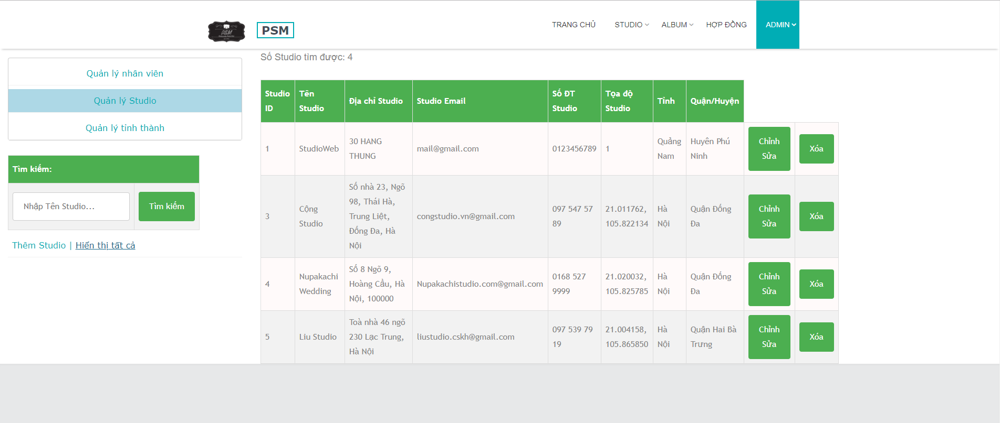 PSM
PSM
TRANG CHỦ
STUDIO
ALBUM
HỢP ĐỒNG
ADMIN
Quản lý nhân viên
Quản lý Studio
Quản lý tỉnh thành
Tìm kiếm:
Nhập Tên Studio...
Tìm kiếm
Thêm Studio | Hiển thị tất cả
Số Studio tìm được: 4
Studio ID
Tên Studio
Địa chỉ Studio
Studio Email
Số ĐT Studio
Tọa độ Studio
Tỉnh
Quận/Huyện
1
StudioWeb
30 HANG
THUNG
mail@gmail.com
0123456789
1
Quảng
Nam
Huyên Phú
Ninh
Chỉnh
Sửa
Xóa
3
Cộng
Studio
Số nhà 23, Ngõ
98, Thái Hà,
Trung Liệt,
Đống Đa, Hà
Nội
congstudio.vn@gmail.com
097 547 57
89
21.011762,
105.822134
Hà
Nội
Quận Đống
Đa
Chỉnh
Sửa
Xóa
4
Nupakachi
Wedding
Số 8 Ngõ 9,
Hoàng Cầu, Hà
Nội, 100000
Nupakachistudio.com@gmail.com
0168 527
9999
21.020032,
105.825785
Hà
Nội
Quận Đống
Đa
Chỉnh
Sửa
Xóa
5
Liu Studio
Toà nhà 46 ngõ
230 Lạc Trung,
Hà Nội
liustudio.cskh@gmail.com
097 539 79
19
21.004158,
105.865850
Hà
Nội
Quận Hai Bà
Trưng
Chỉnh
Sửa
Xóa